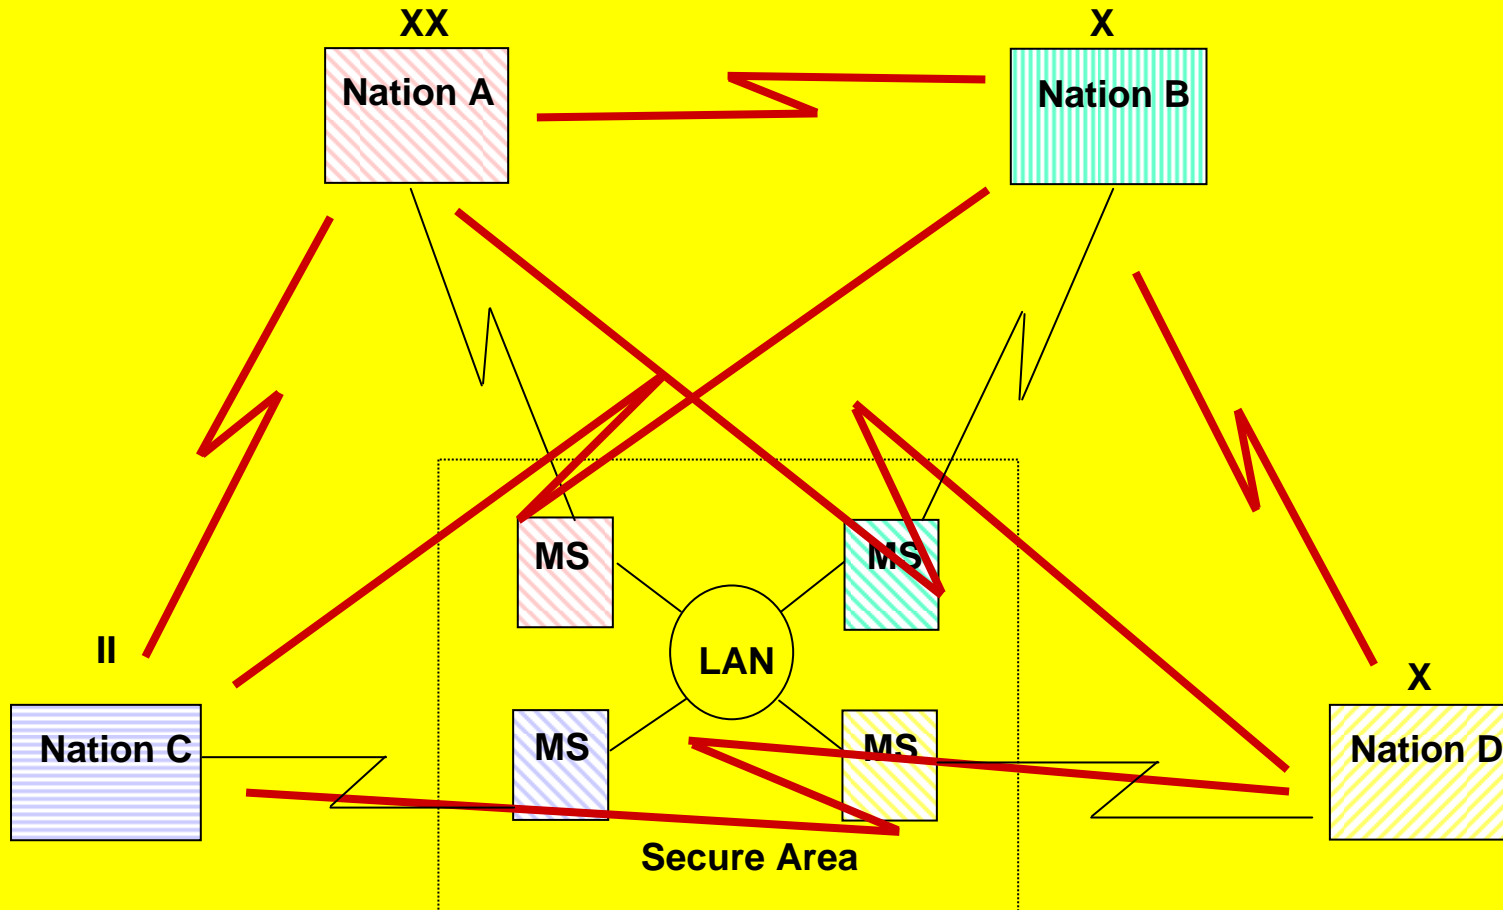 XX
X
Nation A
Nation B
MS
MS
LAN
II
X
Nation C
MS
MS
Nation D
Secure Area